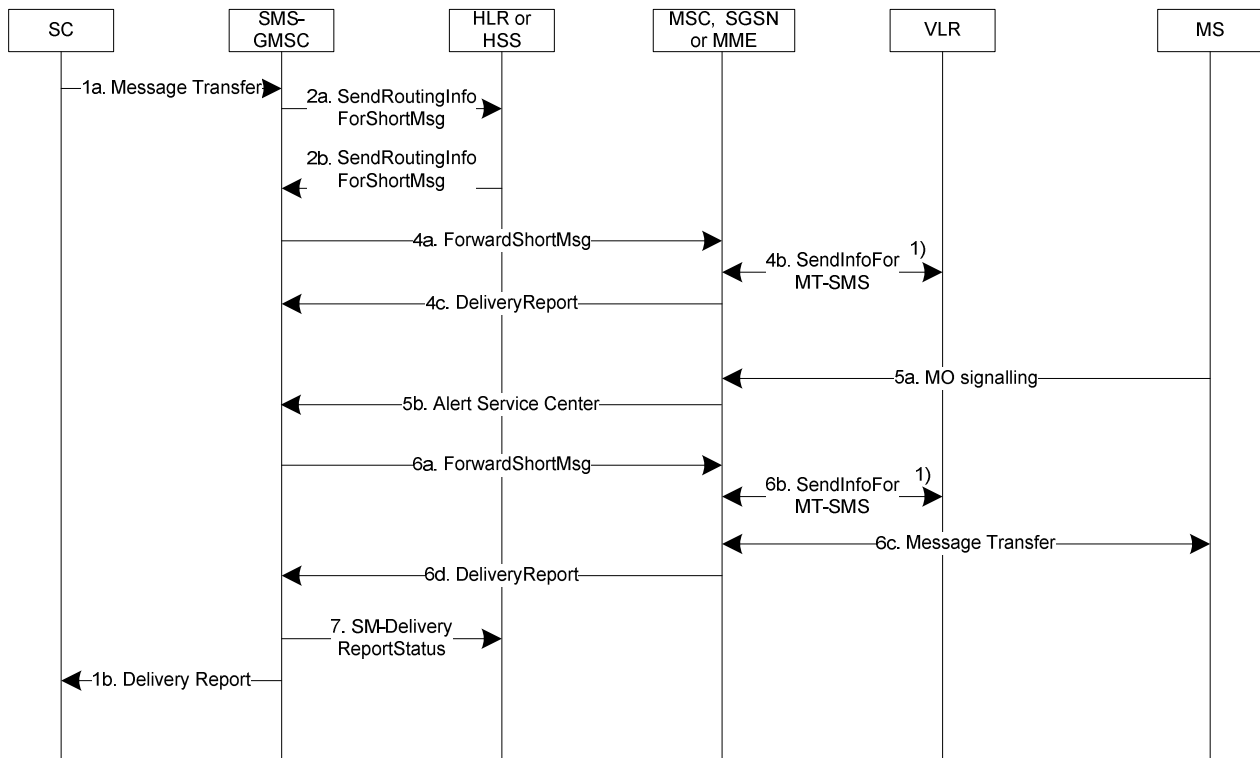 SC
SMS-
GMSC
HLR or
HSS
MSC, SGSN
or MME
VLR
MS
1a. Message Transfer
2a. SendRoutingInfo
ForShortMsg
2b. SendRoutingInfo
ForShortMsg
4a. ForwardShortMsg
4b. SendInfoFor
MT-SMS
1)
4c. DeliveryReport
5a. MO signalling
5b. Alert Service Center
6a. ForwardShortMsg
6b. SendInfoFor
MT-SMS
1)
6c. Message Transfer
6d. DeliveryReport
7. SM-Delivery
ReportStatus
1b. Delivery Report